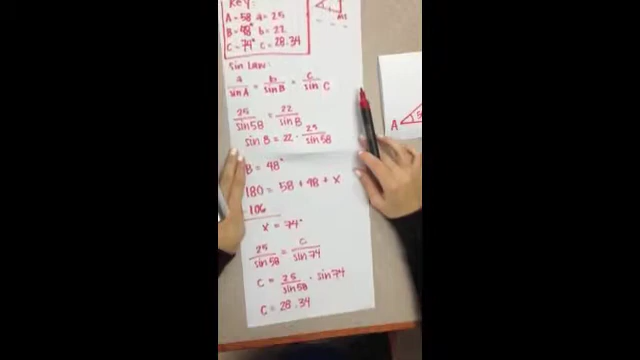 Key:
A = 58 a = 25
B = 48° b = 22
C = 74° c = 28.34
Sin Law:
a/sin A = b/sin B = c/sin C
25/sin58 = 22/sin B
sin B = 22 · 25/sin58
B = 48°
180 = 58 + 48 + x
106
x = 74°
25/sin58 = c/sin74
c = 25/sin58 · sin74
c = 28.34
A